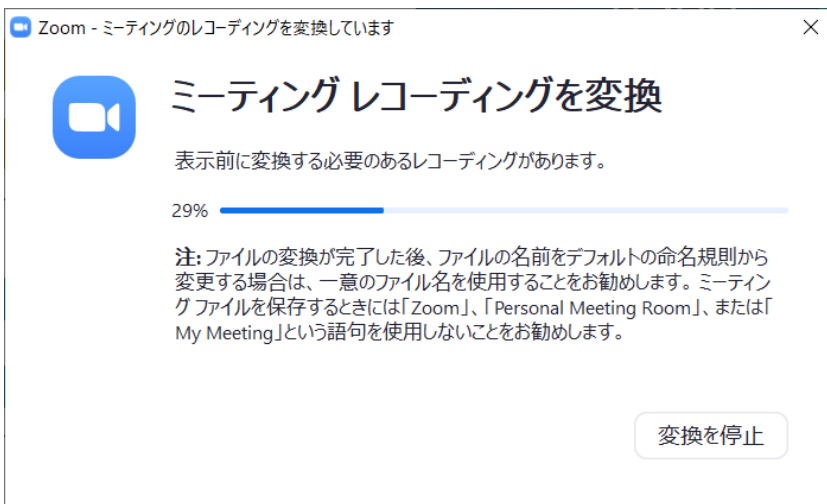 Zoom - ミーティングのレコーディングを変換しています
ミーティング レコーディングを変換
表示前に変換する必要のあるレコーディングがあります。
29%
注: ファイルの変換が完了した後、ファイルの名前をデフォルトの命名規則から
変更する場合は、一意のファイル名を使用することをお勧めします。ミーティン
グ ファイルを保存するときには「Zoom」、「Personal Meeting Room」、または「
My Meeting」という語句を使用しないことをお勧めします。
変換を停止